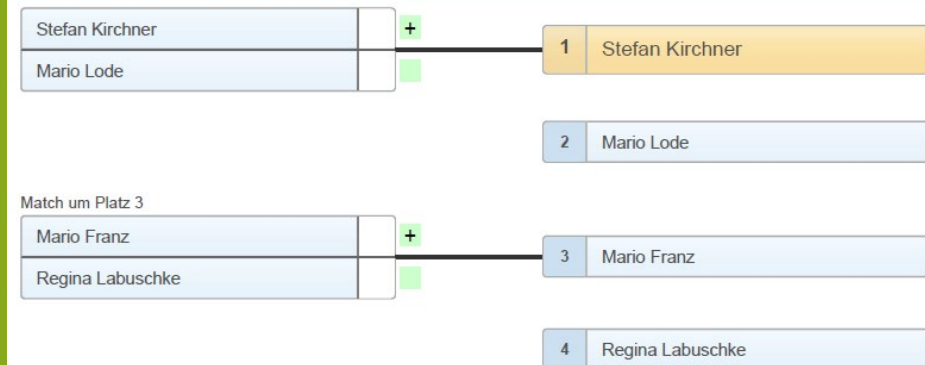 Stefan Kirchner +
Mario Lode
1 Stefan Kirchner
2 Mario Lode
Match um Platz 3
Mario Franz +
Regina Labuschke
3 Mario Franz
4 Regina Labuschke